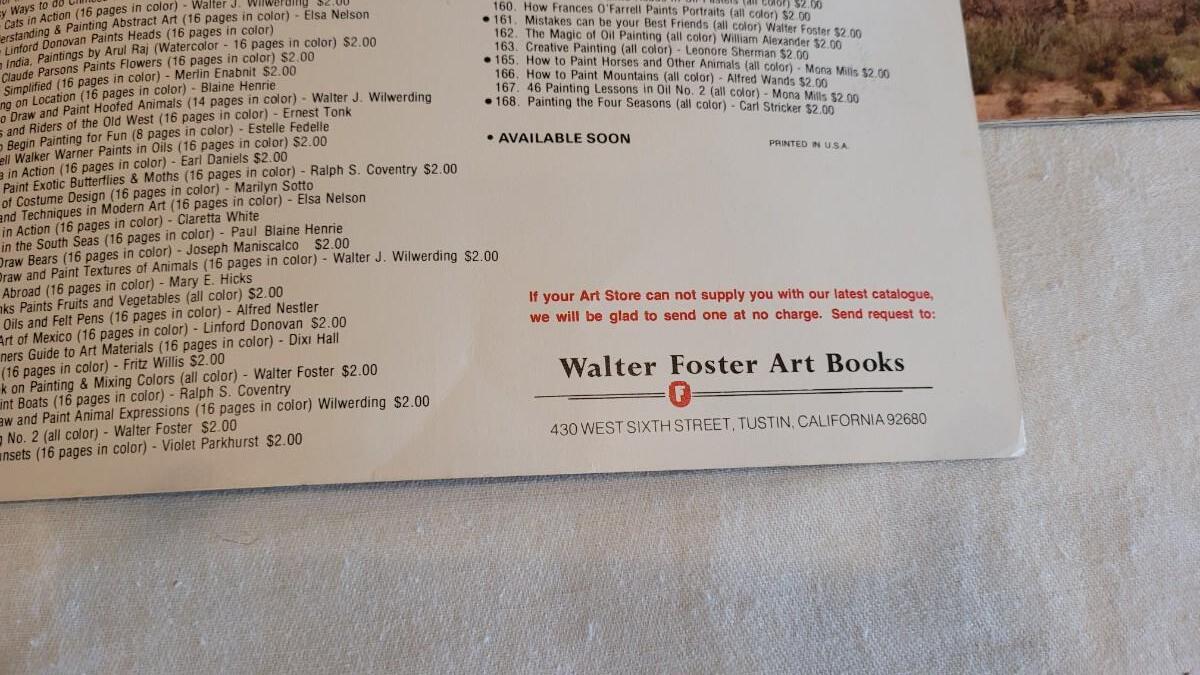 Ways to do
Cats in Action (16 pages in color) - Walter J. Wilwerding $2.00
& Painting Abstract Art (16 pages in color) - Elsa Nelson
Linford Donovan Paints Heads (16 pages in color)
India, Paintings by Arul Raj (Watercolor - 16 pages in color) $2.00
Claude Parsons Paints Flowers (16 pages in color) $2.00
Simplified (16 pages in color) - Merlin Enabnit $2.00
on Location (16 pages in color) - Blaine Henrie
Draw and Paint Hoofed Animals (14 pages in color) - Walter J. Wilwerding
and Riders of the Old West (16 pages in color) - Ernest Tonk
Begin Painting for Fun (8 pages in color) - Estelle Fedelle
Walker Warner Paints in Oils (16 pages in color) $2.00
in Action (16 pages in color) - Earl Daniels $2.00
Paint Exotic Butterflies & Moths (16 pages in color) - Ralph S. Coventry $2.00
of Costume Design (16 pages in color) - Marilyn Sotto
and Techniques in Modern Art (16 pages in color) - Elsa Nelson
in Action (16 pages in color) - Claretta White
in the South Seas (16 pages in color) - Paul Blaine Henrie
Draw Bears (16 pages in color) - Joseph Maniscalco $2.00
Draw and Paint Textures of Animals (16 pages in color) - Walter J. Wilwerding $2.00
Abroad (16 pages in color) - Mary E. Hicks
Paints Fruits and Vegetables (all color) $2.00
Oils and Felt Pens (16 pages in color) - Alfred Nestler
Art of Mexico (16 pages in color) - Linford Donovan $2.00
Guide to Art Materials (16 pages in color) - Dixi Hall
(16 pages in color) - Fritz Willis $2.00
on Painting & Mixing Colors (all color) - Walter Foster $2.00
Boats (16 pages in color) - Ralph S. Coventry
and Paint Animal Expressions (16 pages in color) Wilwerding $2.00
No. 2 (all color) - Walter Foster $2.00
(16 pages in color) - Violet Parkhurst $2.00
(all color) $2.00
160. How Frances O'Farrell Paints Portraits (all color) $2.00
• 161. Mistakes can be your Best Friends (all color) Walter Foster $2.00
162. The Magic of Oil Painting (all color) William Alexander $2.00
163. Creative Painting (all color) - Leonore Sherman $2.00
• 165. How to Paint Horses and Other Animals (all color) - Mona Mills $2.00
166. How to Paint Mountains (all color) - Alfred Wands $2.00
167. 46 Painting Lessons in Oil No. 2 (all color) - Mona Mills $2.00
• 168. Painting the Four Seasons (all color) - Carl Stricker $2.00
• AVAILABLE SOON
PRINTED IN U.S.A.
If your Art Store can not supply you with our latest catalogue,
we will be glad to send one at no charge. Send request to:
Walter Foster Art Books
F
430 WEST SIXTH STREET, TUSTIN, CALIFORNIA 92680